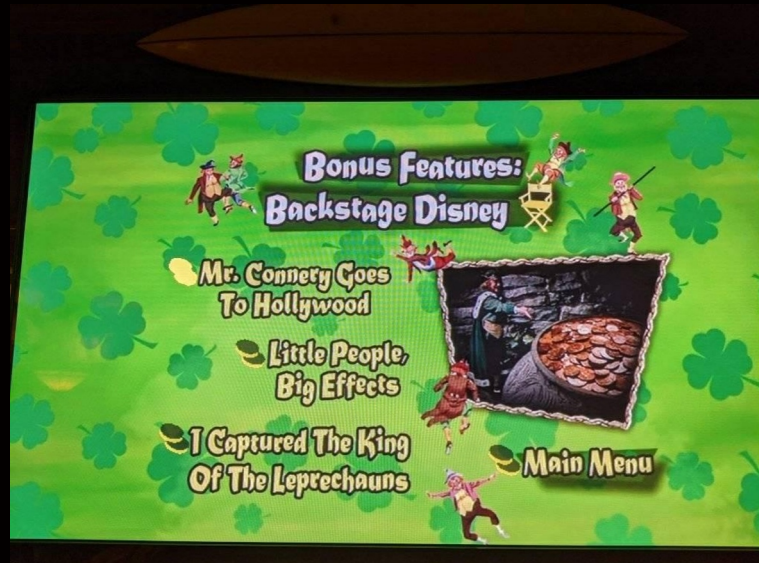 Bonus Features:
Backstage Disney
Mr. Connery Goes
To Hollywood
Little People,
Big Effects
I Captured The King
Of The Leprechauns
Main Menu